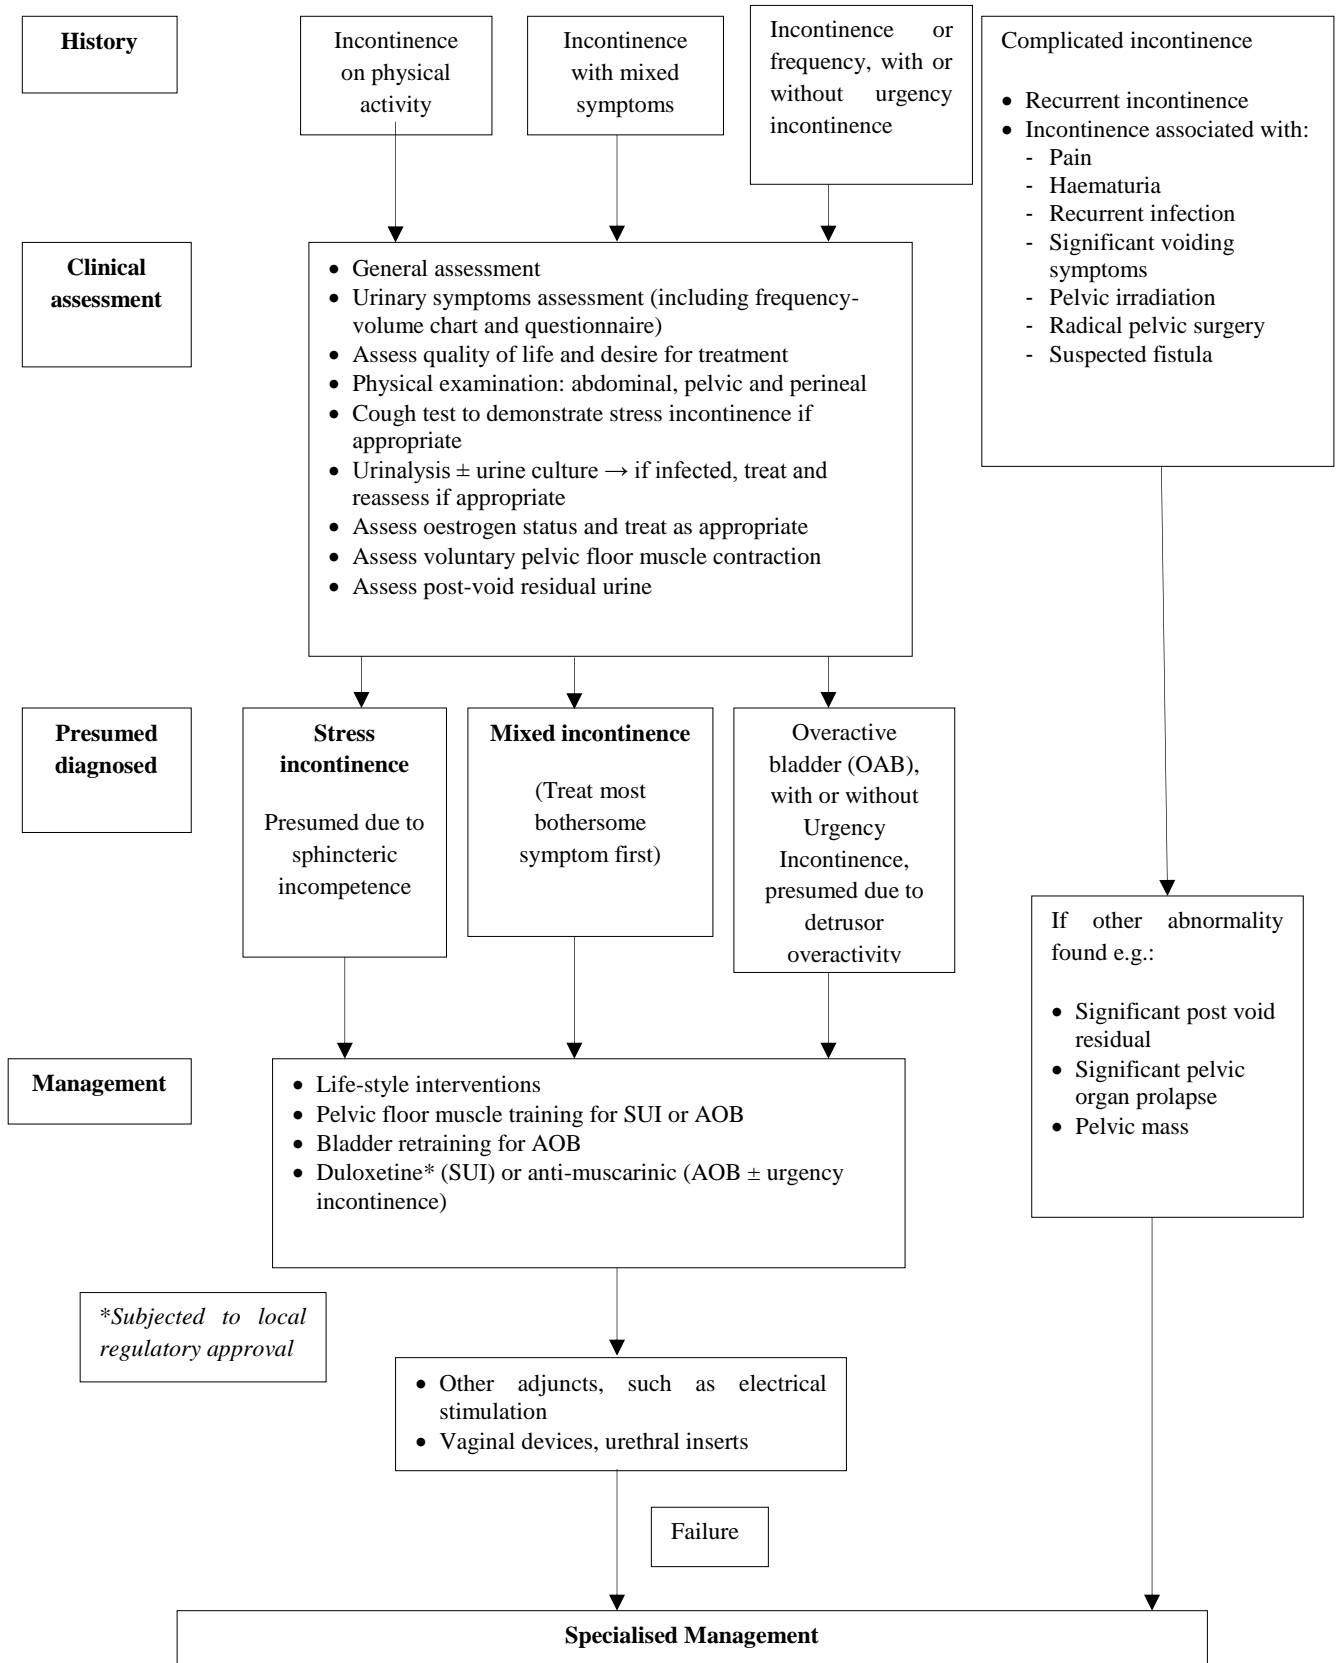 History
Incontinence
on physical
activity
Incontinence
with mixed
symptoms
Incontinence or
frequency, with or
without urgency
incontinence
Complicated incontinence
• Recurrent incontinence
• Incontinence associated with:
- Pain
- Haematuria
- Recurrent infection
- Significant voiding
symptoms
- Pelvic irradiation
- Radical pelvic surgery
- Suspected fistula
Clinical
assessment
• General assessment
• Urinary symptoms assessment (including frequency-
volume chart and questionnaire)
• Assess quality of life and desire for treatment
• Physical examination: abdominal, pelvic and perineal
• Cough test to demonstrate stress incontinence if
appropriate
• Urinalysis ± urine culture → if infected, treat and
reassess if appropriate
• Assess oestrogen status and treat as appropriate
• Assess voluntary pelvic floor muscle contraction
• Assess post-void residual urine
Presumed
diagnosed
Stress
incontinence
Presumed due to
sphincteric
incompetence
Mixed incontinence
(Treat most
bothersome
symptom first)
Overactive
bladder (OAB),
with or without
Urgency
Incontinence,
presumed due to
detrusor
overactivity
If other abnormality
found e.g.:
• Significant post void
residual
• Significant pelvic
organ prolapse
• Pelvic mass
Management
• Life-style interventions
• Pelvic floor muscle training for SUI or AOB
• Bladder retraining for AOB
• Duloxetine* (SUI) or anti-muscarinic (AOB ± urgency
incontinence)
*Subjected to local
regulatory approval
• Other adjuncts, such as electrical
stimulation
• Vaginal devices, urethral inserts
Failure
Specialised Management